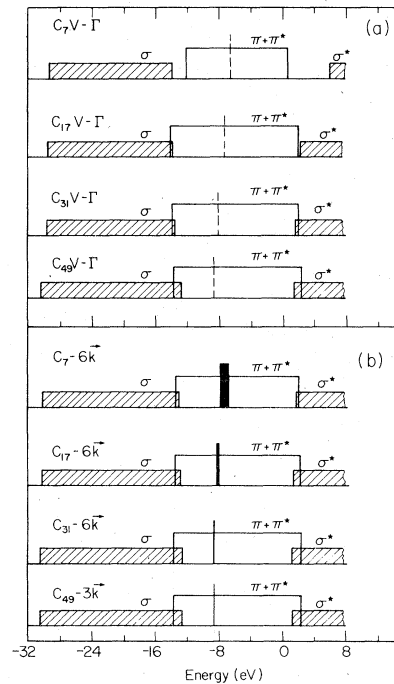 C₇V-Γ
(a)
π+π*
σ
σ*
C₁₇V-Γ
π+π*
σ
σ*
C₃₁V-Γ
π+π*
σ
σ*
C₄₉V-Γ
π+π*
σ
σ*
C₇-6k⃗
(b)
π+π*
σ
σ*
C₁₇-6k⃗
π+π*
σ
σ*
C₃₁-6k⃗
π+π*
σ
σ*
C₄₉-3k⃗
π+π*
σ
σ*
-32 -24 -16 -8 0 8
Energy (eV)